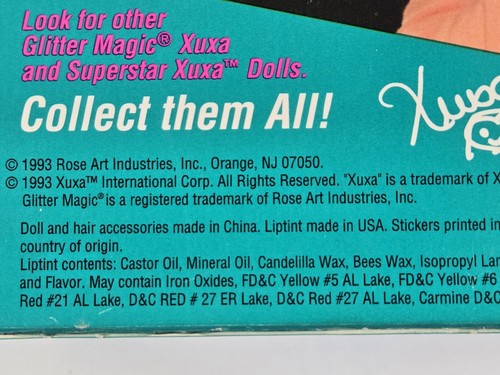 Look for other
Glitter Magic® Xuxa
and Superstar Xuxa™ Dolls.
Collect them All!
Xuxa
© 1993 Rose Art Industries, Inc., Orange, NJ 07050.
© 1993 Xuxa™ International Corp. All Rights Reserved. "Xuxa" is a trademark of X
Glitter Magic® is a registered trademark of Rose Art Industries, Inc.
Doll and hair accessories made in China. Liptint made in USA. Stickers printed in
country of origin.
Liptint contents: Castor Oil, Mineral Oil, Candelilla Wax, Bees Wax, Isopropyl Lan
and Flavor. May contain Iron Oxides, FD&C Yellow #5 AL Lake, FD&C Yellow #6
Red #21 AL Lake, D&C RED # 27 ER Lake, D&C Red #27 AL Lake, Carmine D&C